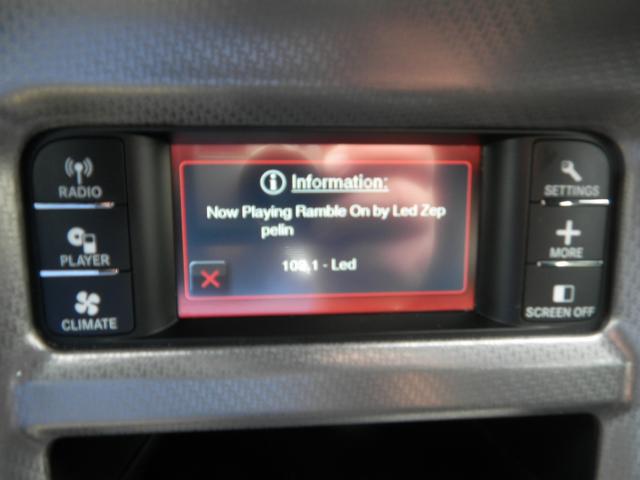 RADIO
PLAYER
CLIMATE
Information:
Now Playing Ramble On by Led Zep
pelin
- Led
SETTINGS
MORE
SCREEN OFF